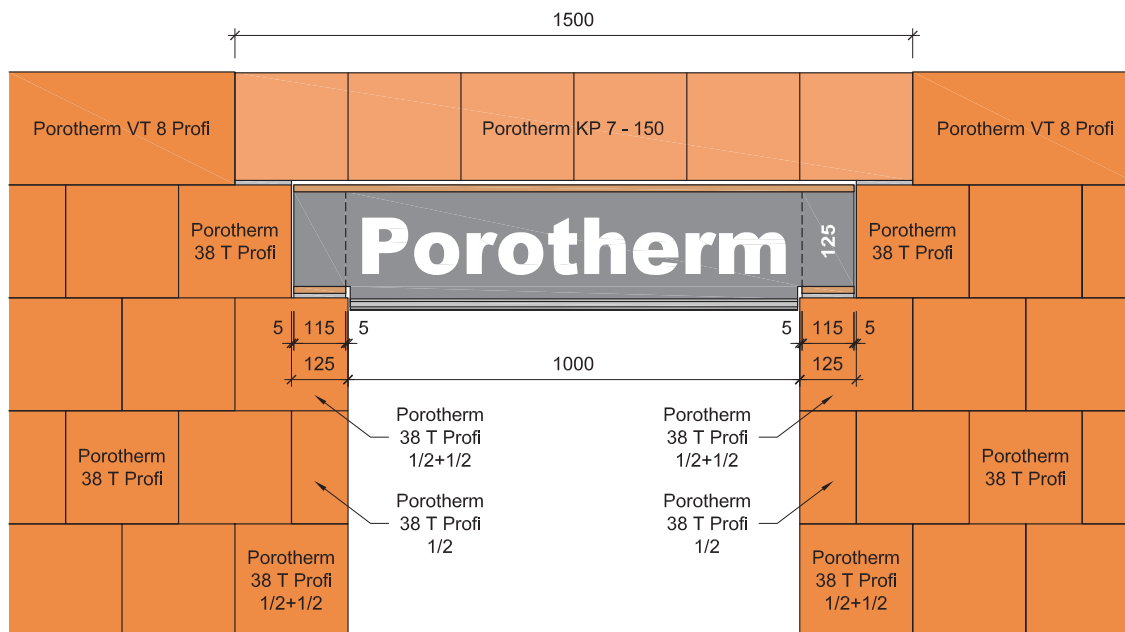 1500
Porotherm VT 8 Profi
Porotherm KP 7 - 150
Porotherm VT 8 Profi
Porotherm
38 T Profi
Porotherm
125
Porotherm
38 T Profi
5 115 5
5 115 5
125
1000
125
Porotherm
38 T Profi
1/2+1/2
Porotherm
38 T Profi
1/2+1/2
Porotherm
38 T Profi
Porotherm
38 T Profi
1/2
Porotherm
38 T Profi
1/2
Porotherm
38 T Profi
Porotherm
38 T Profi
1/2+1/2
Porotherm
38 T Profi
1/2+1/2